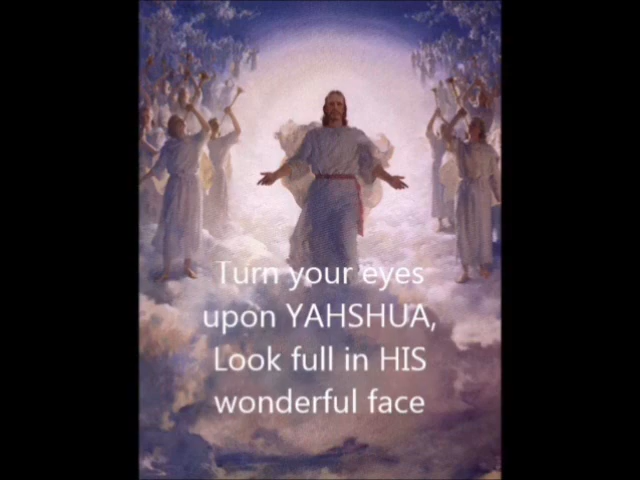 Turn your eyes
upon YAHSHUA,
Look full in HIS
wonderful face